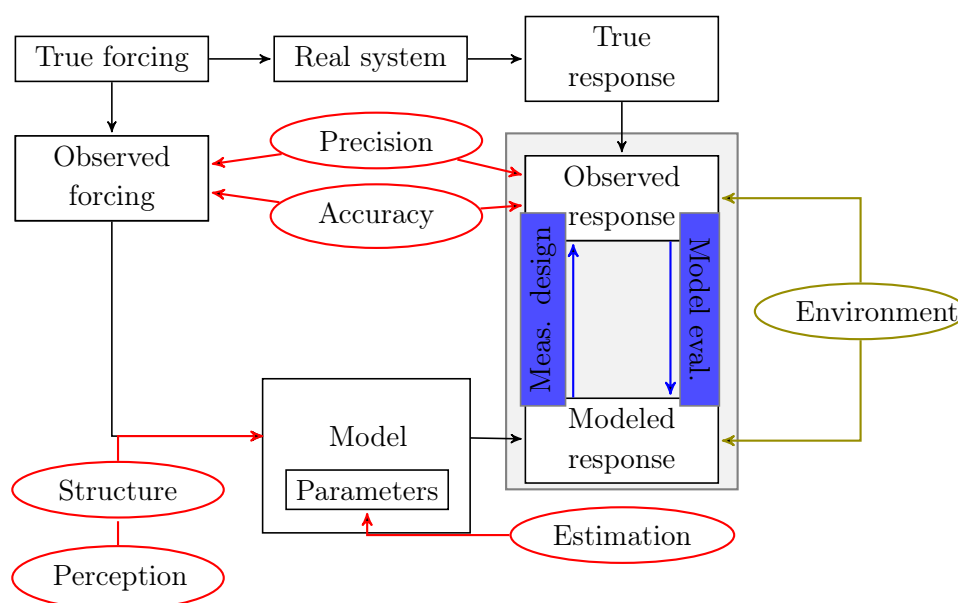 True forcing
Real system
True
response
Observed
forcing
Precision
Accuracy
Observed
response
Meas. design
Model eval.
Environment
Model
Parameters
Modeled
response
Structure
Estimation
Perception